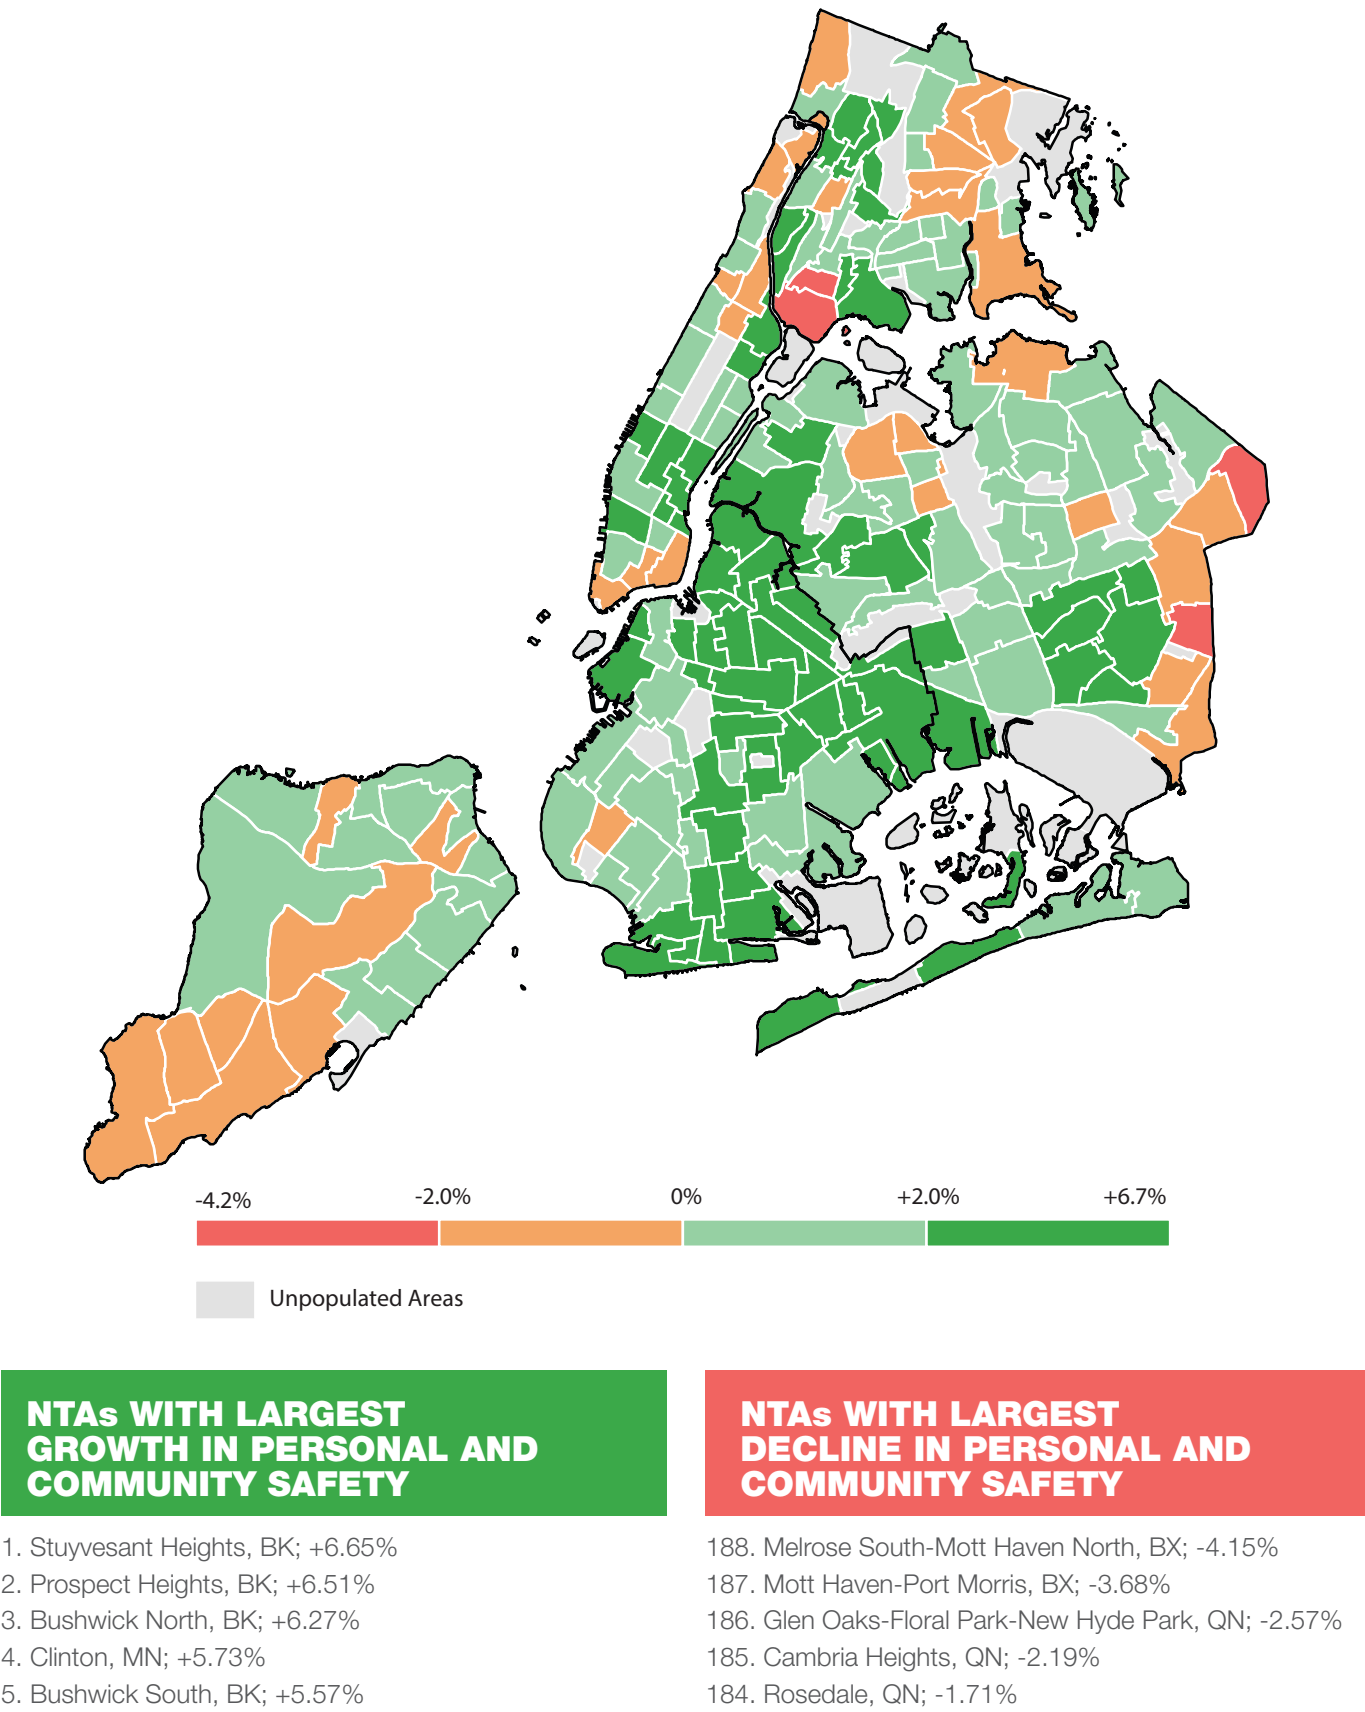 -4.2%
-2.0%
0%
+2.0%
+6.7%
Unpopulated Areas
NTAs WITH LARGEST
GROWTH IN PERSONAL AND
COMMUNITY SAFETY
1. Stuyvesant Heights, BK; +6.65%
2. Prospect Heights, BK; +6.51%
3. Bushwick North, BK; +6.27%
4. Clinton, MN; +5.73%
5. Bushwick South, BK; +5.57%
NTAs WITH LARGEST
DECLINE IN PERSONAL AND
COMMUNITY SAFETY
188. Melrose South-Mott Haven North, BX; -4.15%
187. Mott Haven-Port Morris, BX; -3.68%
186. Glen Oaks-Floral Park-New Hyde Park, QN; -2.57%
185. Cambria Heights, QN; -2.19%
184. Rosedale, QN; -1.71%